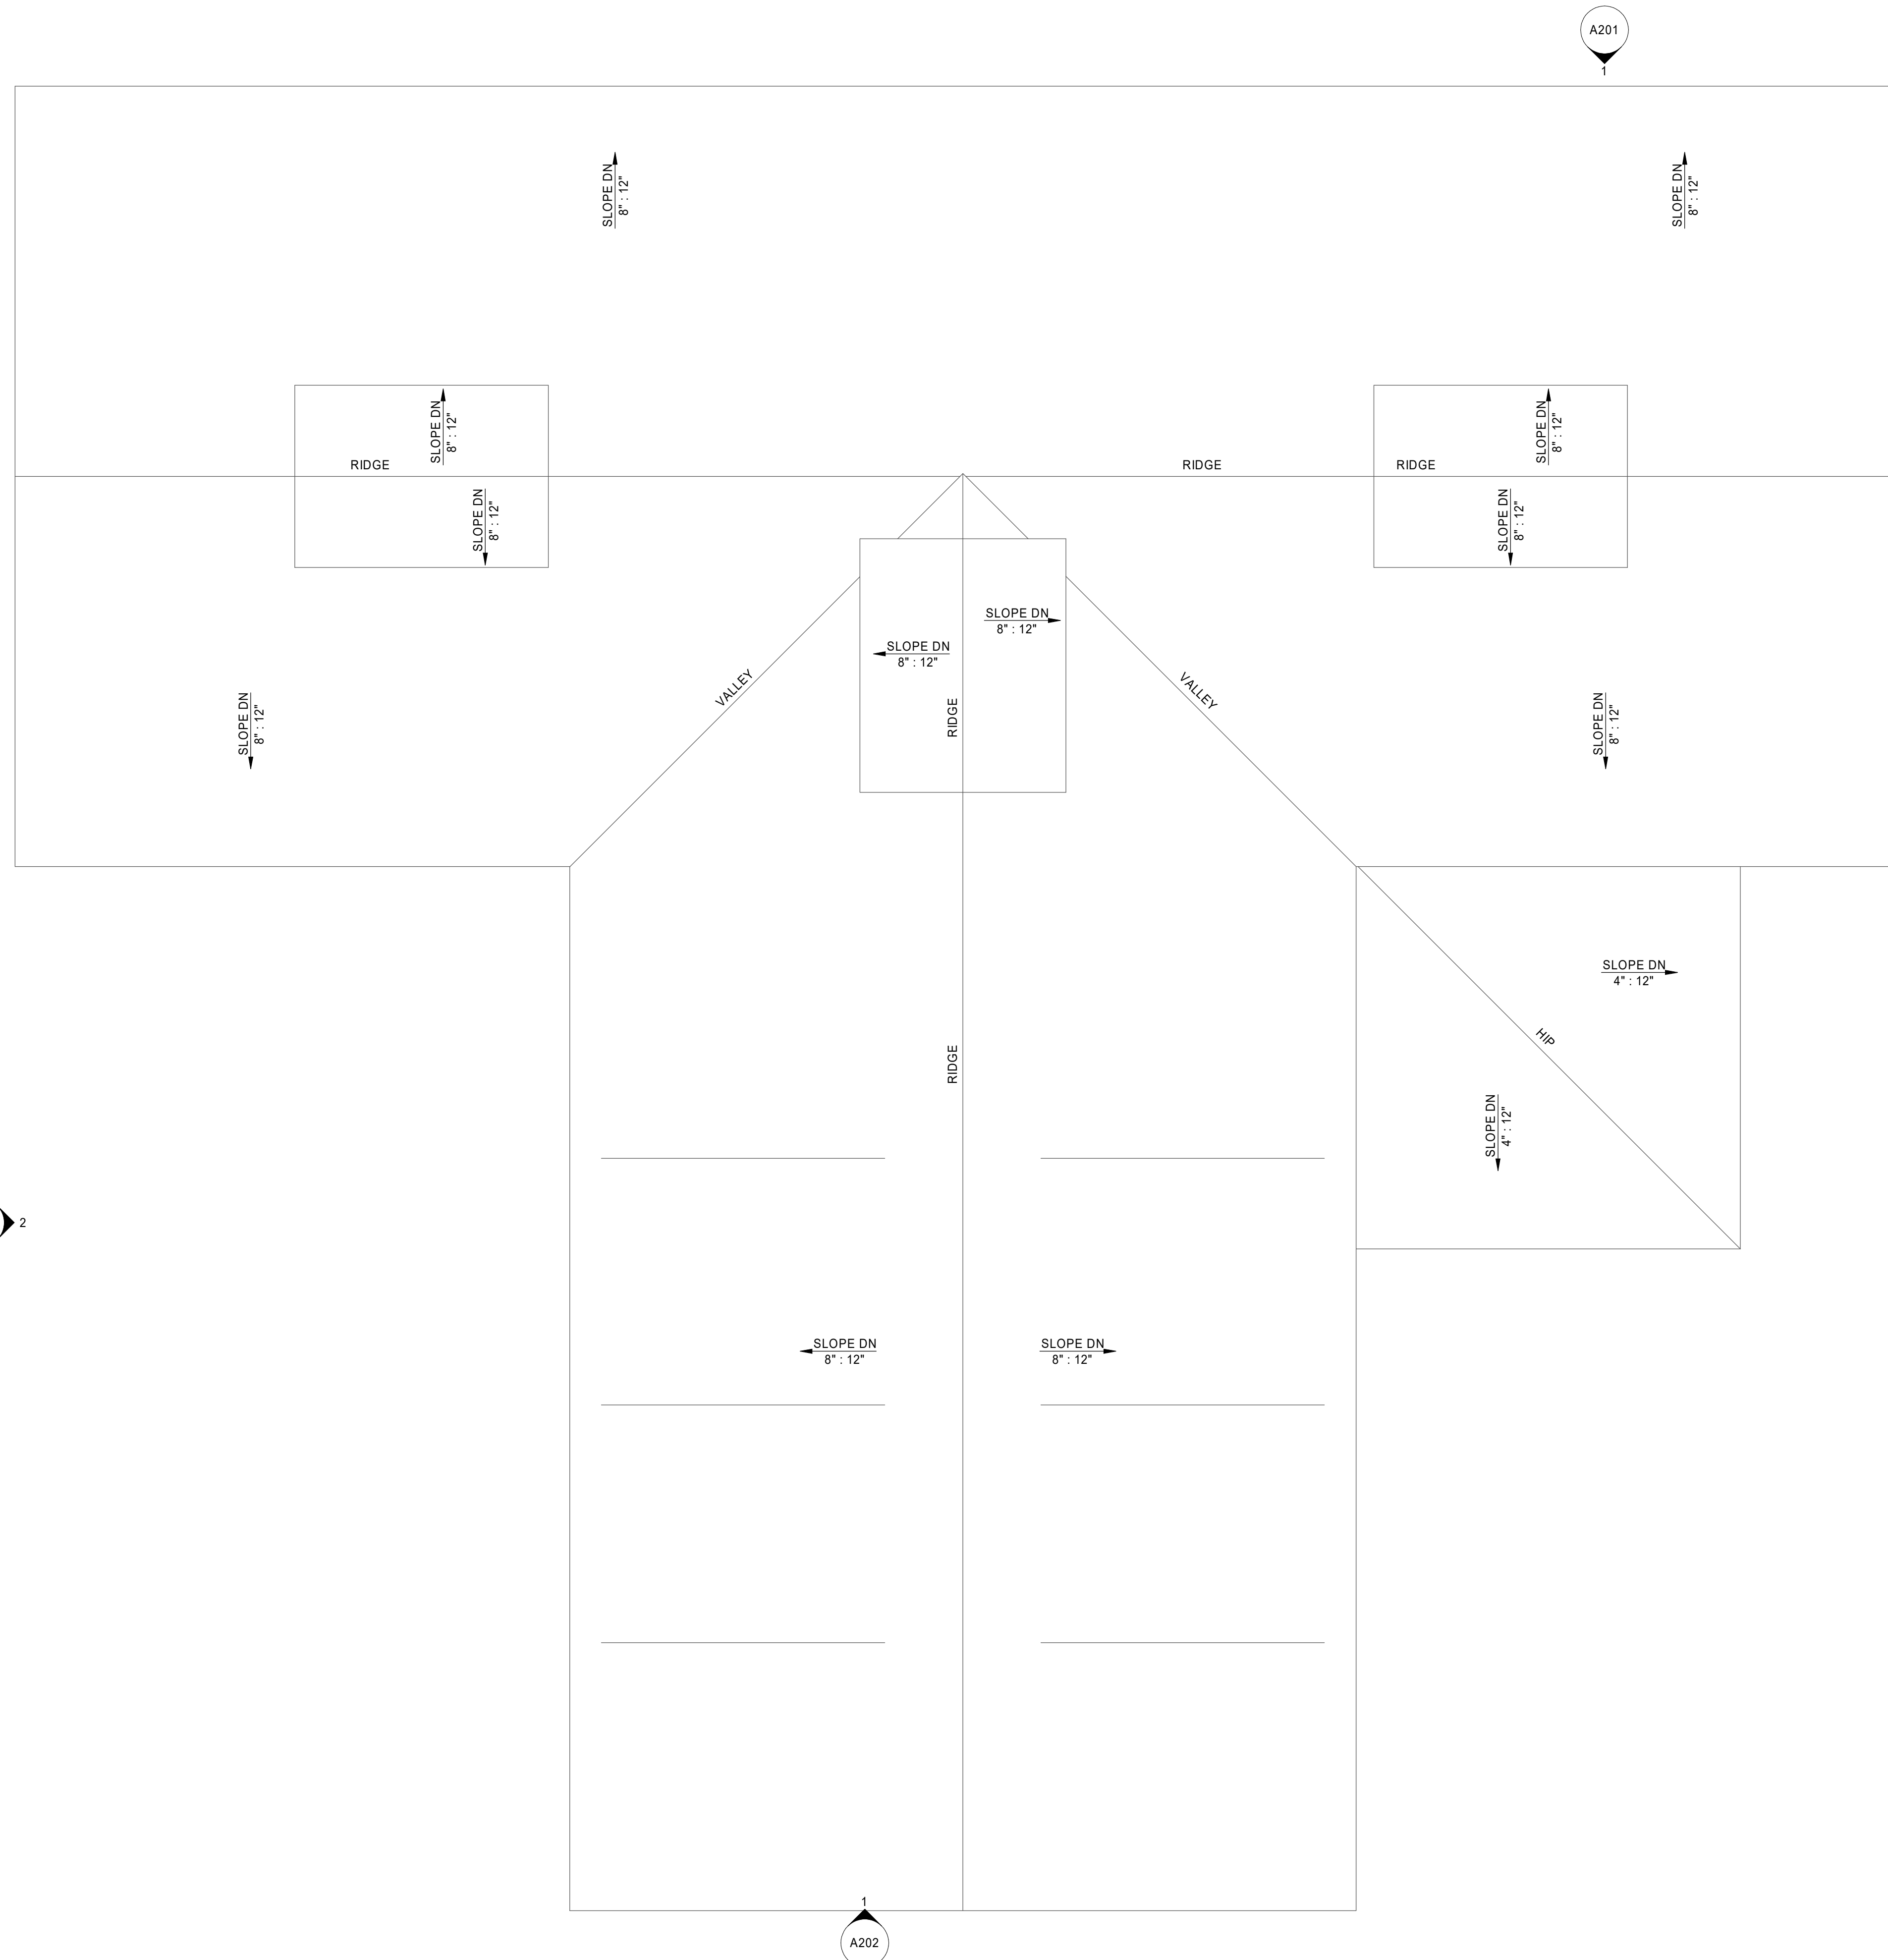 A201
1
SLOPE DN
8" : 12"
SLOPE DN
8" : 12"
SLOPE DN
8" : 12"
SLOPE DN
8" : 12"
RIDGE
RIDGE
RIDGE
SLOPE DN
8" : 12"
SLOPE DN
8" : 12"
SLOPE DN
8" : 12"
SLOPE DN
8" : 12"
VALLEY
VALLEY
RIDGE
SLOPE DN
8" : 12"
SLOPE DN
8" : 12"
SLOPE DN
4" : 12"
HIP
RIDGE
SLOPE DN
4" : 12"
2
SLOPE DN
8" : 12"
SLOPE DN
8" : 12"
1
A202